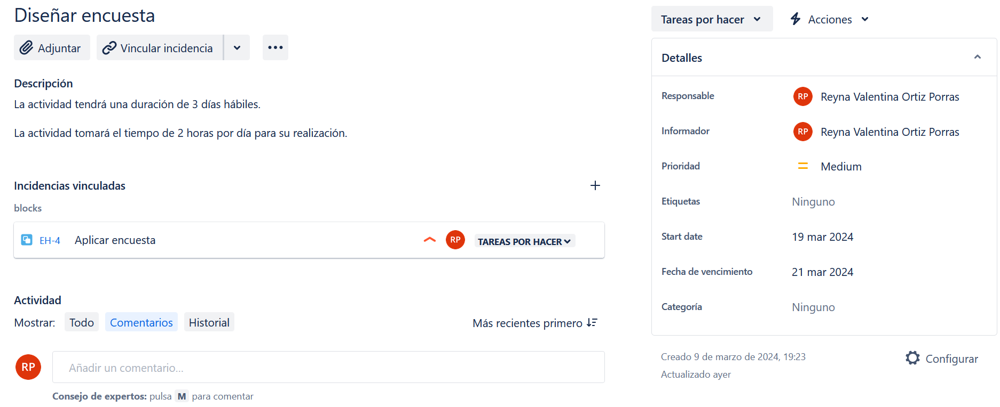 Diseñar encuesta
Adjuntar
Vincular incidencia
Descripción
La actividad tendrá una duración de 3 días hábiles.
La actividad tomará el tiempo de 2 horas por día para su realización.
Incidencias vinculadas
blocks
EH-4 Aplicar encuesta RP TAREAS POR HACER
Actividad
Mostrar: Todo Comentarios Historial Más recientes primero
RP Añadir un comentario...
Consejo de expertos: pulsa M para comentar
Tareas por hacer Acciones
Detalles
Responsable RP Reyna Valentina Ortiz Porras
Informador RP Reyna Valentina Ortiz Porras
Prioridad Medium
Etiquetas Ninguno
Start date 19 mar 2024
Fecha de vencimiento 21 mar 2024
Categoría Ninguno
Creado 9 de marzo de 2024, 19:23
Actualizado ayer
Configurar